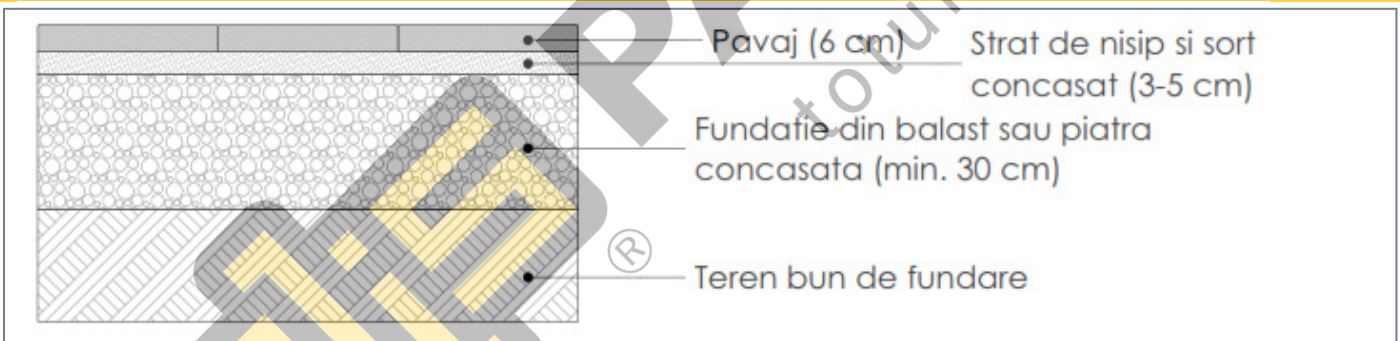 Pavaj (6 cm)
Strat de nisip si sort
concasat (3-5 cm)
Fundatie din balast sau piatra
concasata (min. 30 cm)
Teren bun de fundare
®